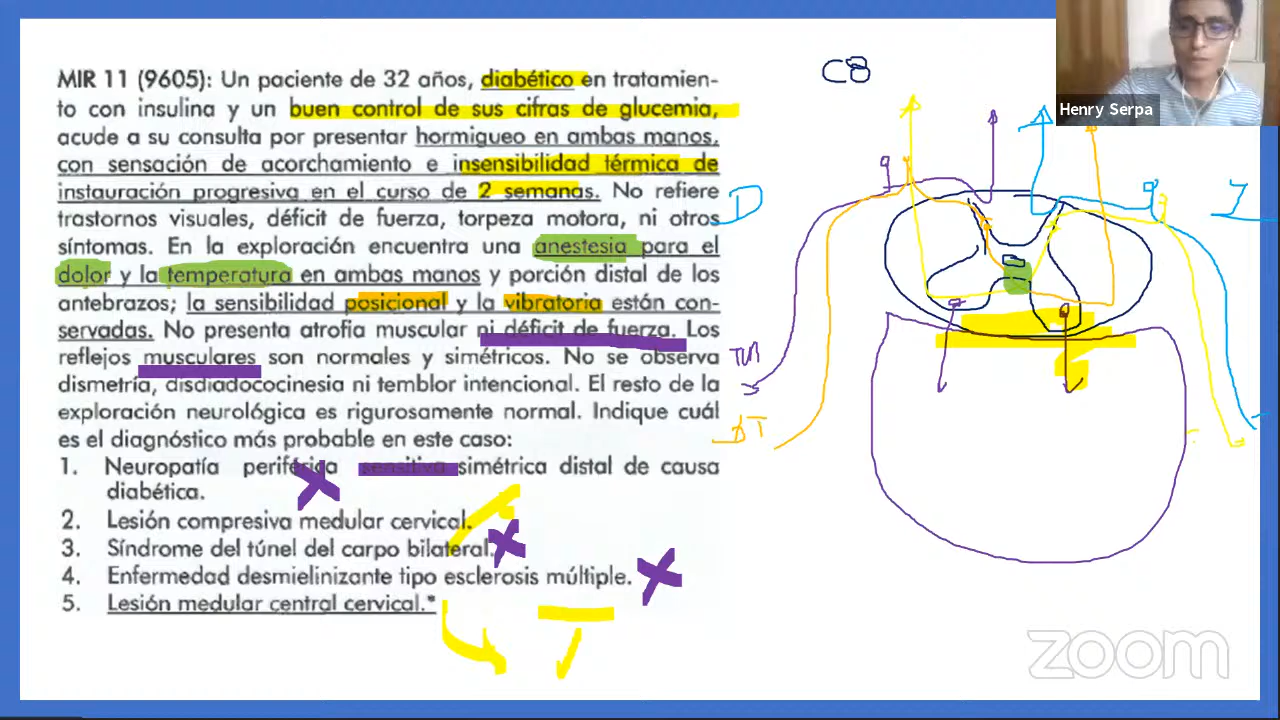 MIR 11 (9605): Un paciente de 32 años, diabético en tratamien-
to con insulina y un buen control de sus cifras de glucemia,
acude a su consulta por presentar hormigueo en ambas manos,
con sensación de acorchamiento e insensibilidad térmica de
instauración progresiva en el curso de 2 semanas. No refiere
trastornos visuales, déficit de fuerza, torpeza motora, ni otros
síntomas. En la exploración encuentra una anestesia para el
dolor y la temperatura en ambas manos y porción distal de los
antebrazos; la sensibilidad posicional y la vibratoria están con-
servadas. No presenta atrofia muscular ni déficit de fuerza. Los
reflejos musculares son normales y simétricos. No se observa
dismetría, disdiadococinesia ni temblor intencional. El resto de la
exploración neurológica es rigurosamente normal. Indique cuál
es el diagnóstico más probable en este caso:
1. Neuropatía periférica sensitiva simétrica distal de causa
diabética.
2. Lesión compresiva medular cervical.
3. Síndrome del túnel del carpo bilateral.
4. Enfermedad desmielinizante tipo esclerosis múltiple.
5. Lesión medular central cervical.*
C8
Henry Serpa
D
I
DT
zoom